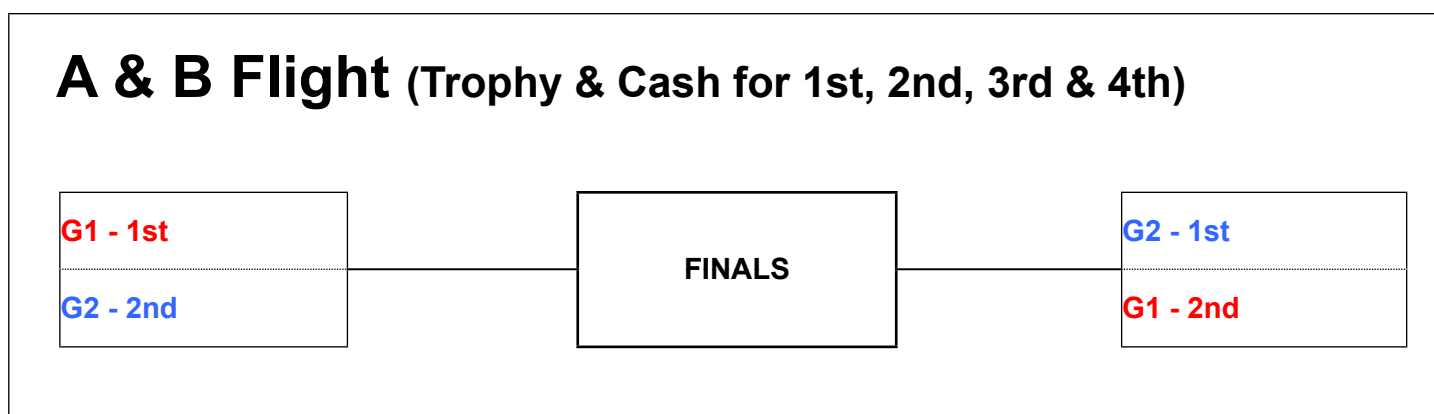 A & B Flight (Trophy & Cash for 1st, 2nd, 3rd & 4th)
G1 - 1st
G2 - 2nd
FINALS
G2 - 1st
G1 - 2nd